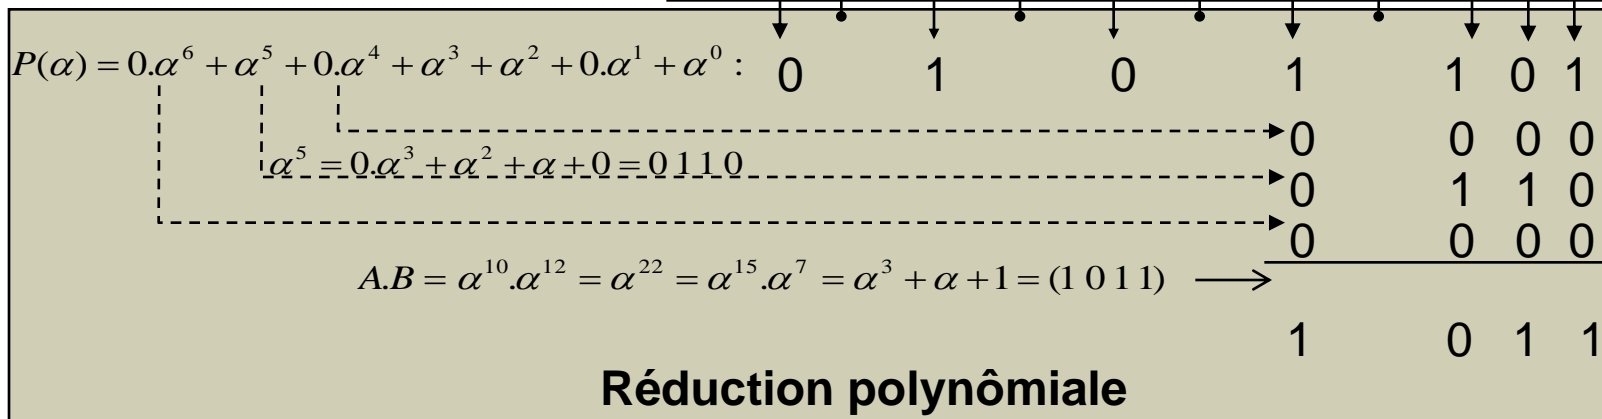 P(α) = 0.α⁶ + α⁵ + 0.α⁴ + α³ + α² + 0.α¹ + α⁰ : 0 1 0 1 1 0 1
0 0 0 0
α⁵ = 0.α³ + α² + α + 0 = 0 1 1 0 0 1 1 0
0 0 0 0
A.B = α¹⁰.α¹² = α²² = α¹⁵.α⁷ = α³ + α + 1 = (1 0 1 1)
1 0 1 1
Réduction polynômiale